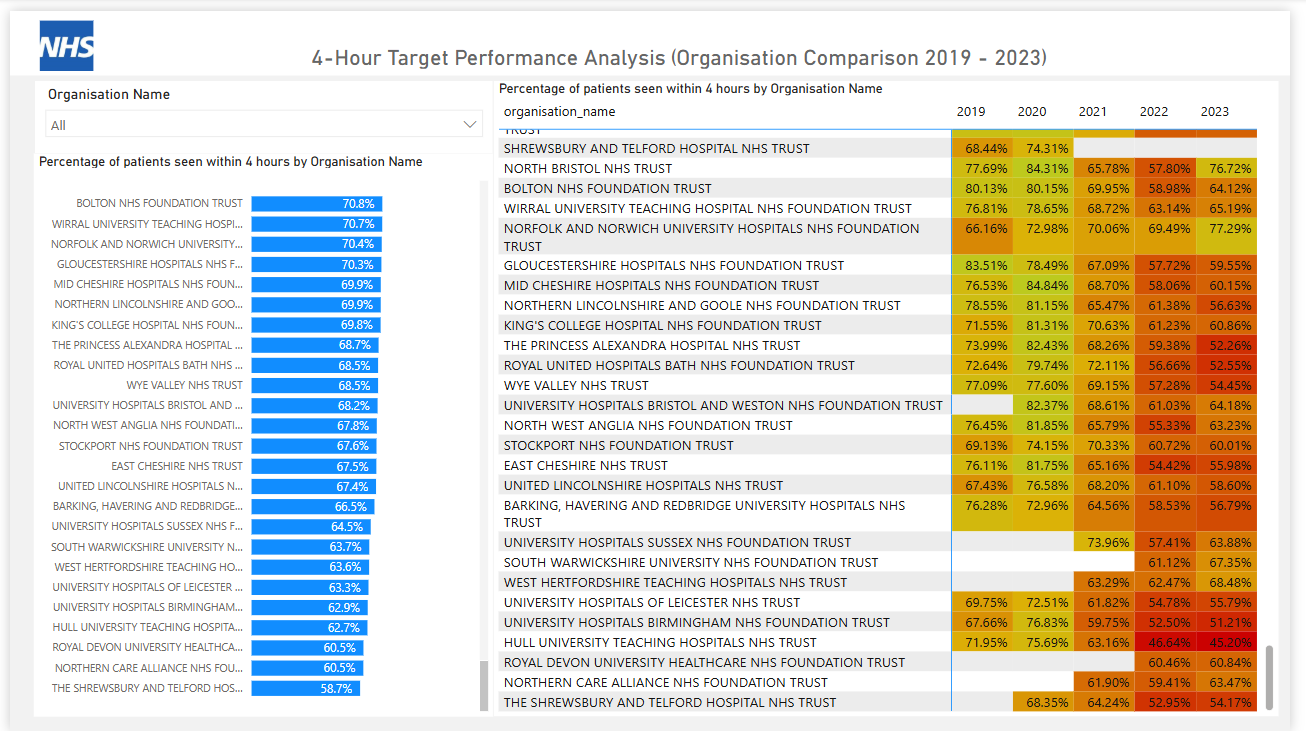 NHS
4-Hour Target Performance Analysis (Organisation Comparison 2019 - 2023)
Organisation Name
All
Percentage of patients seen within 4 hours by Organisation Name
BOLTON NHS FOUNDATION TRUST 70.8%
WIRRAL UNIVERSITY TEACHING HOSPI... 70.7%
NORFOLK AND NORWICH UNIVERSITY... 70.4%
GLOUCESTERSHIRE HOSPITALS NHS F... 70.3%
MID CHESHIRE HOSPITALS NHS FOUN... 69.9%
NORTHERN LINCOLNSHIRE AND GOO... 69.9%
KING'S COLLEGE HOSPITAL NHS FOUN... 69.8%
THE PRINCESS ALEXANDRA HOSPITAL ... 68.7%
ROYAL UNITED HOSPITALS BATH NHS ... 68.5%
WYE VALLEY NHS TRUST 68.5%
UNIVERSITY HOSPITALS BRISTOL AND ... 68.2%
NORTH WEST ANGLIA NHS FOUNDATI... 67.8%
STOCKPORT NHS FOUNDATION TRUST 67.6%
EAST CHESHIRE NHS TRUST 67.5%
UNITED LINCOLNSHIRE HOSPITALS N... 67.4%
BARKING, HAVERING AND REDBRIDGE... 66.5%
UNIVERSITY HOSPITALS SUSSEX NHS F... 64.5%
SOUTH WARWICKSHIRE UNIVERSITY N... 63.7%
WEST HERTFORDSHIRE TEACHING HO... 63.6%
UNIVERSITY HOSPITALS OF LEICESTER ... 63.3%
UNIVERSITY HOSPITALS BIRMINGHAM... 62.9%
HULL UNIVERSITY TEACHING HOSPITA... 62.7%
ROYAL DEVON UNIVERSITY HEALTHCA... 60.5%
NORTHERN CARE ALLIANCE NHS FOU... 60.5%
THE SHREWSBURY AND TELFORD HOS... 58.7%
Percentage of patients seen within 4 hours by Organisation Name
organisation_name 2019 2020 2021 2022 2023
TRUST
SHREWSBURY AND TELFORD HOSPITAL NHS TRUST 68.44% 74.31%
NORTH BRISTOL NHS TRUST 77.69% 84.31% 65.78% 57.80% 76.72%
BOLTON NHS FOUNDATION TRUST 80.13% 80.15% 69.95% 58.98% 64.12%
WIRRAL UNIVERSITY TEACHING HOSPITAL NHS FOUNDATION TRUST 76.81% 78.65% 68.72% 63.14% 65.19%
NORFOLK AND NORWICH UNIVERSITY HOSPITALS NHS FOUNDATION 66.16% 72.98% 70.06% 69.49% 77.29%
TRUST
GLOUCESTERSHIRE HOSPITALS NHS FOUNDATION TRUST 83.51% 78.49% 67.09% 57.72% 59.55%
MID CHESHIRE HOSPITALS NHS FOUNDATION TRUST 76.53% 84.84% 68.70% 58.06% 60.15%
NORTHERN LINCOLNSHIRE AND GOOLE NHS FOUNDATION TRUST 78.55% 81.15% 65.47% 61.38% 56.63%
KING'S COLLEGE HOSPITAL NHS FOUNDATION TRUST 71.55% 81.31% 70.63% 61.23% 60.86%
THE PRINCESS ALEXANDRA HOSPITAL NHS TRUST 73.99% 82.43% 68.26% 59.38% 52.26%
ROYAL UNITED HOSPITALS BATH NHS FOUNDATION TRUST 72.64% 79.74% 72.11% 56.66% 52.55%
WYE VALLEY NHS TRUST 77.09% 77.60% 69.15% 57.28% 54.45%
UNIVERSITY HOSPITALS BRISTOL AND WESTON NHS FOUNDATION TRUST 82.37% 68.61% 61.03% 64.18%
NORTH WEST ANGLIA NHS FOUNDATION TRUST 76.45% 81.85% 65.79% 55.33% 63.23%
STOCKPORT NHS FOUNDATION TRUST 69.13% 74.15% 70.33% 60.72% 60.01%
EAST CHESHIRE NHS TRUST 76.11% 81.75% 65.16% 54.42% 55.98%
UNITED LINCOLNSHIRE HOSPITALS NHS TRUST 67.43% 76.58% 68.20% 61.10% 58.60%
BARKING, HAVERING AND REDBRIDGE UNIVERSITY HOSPITALS NHS 76.28% 72.96% 64.56% 58.53% 56.79%
TRUST
UNIVERSITY HOSPITALS SUSSEX NHS FOUNDATION TRUST 73.96% 57.41% 63.88%
SOUTH WARWICKSHIRE UNIVERSITY NHS FOUNDATION TRUST 61.12% 67.35%
WEST HERTFORDSHIRE TEACHING HOSPITALS NHS TRUST 63.29% 62.47% 68.48%
UNIVERSITY HOSPITALS OF LEICESTER NHS TRUST 69.75% 72.51% 61.82% 54.78% 55.79%
UNIVERSITY HOSPITALS BIRMINGHAM NHS FOUNDATION TRUST 67.66% 76.83% 59.75% 52.50% 51.21%
HULL UNIVERSITY TEACHING HOSPITALS NHS TRUST 71.95% 75.69% 63.16% 46.64% 45.20%
ROYAL DEVON UNIVERSITY HEALTHCARE NHS FOUNDATION TRUST 60.46% 60.84%
NORTHERN CARE ALLIANCE NHS FOUNDATION TRUST 61.90% 59.41% 63.47%
THE SHREWSBURY AND TELFORD HOSPITAL NHS TRUST 68.35% 64.24% 52.95% 54.17%